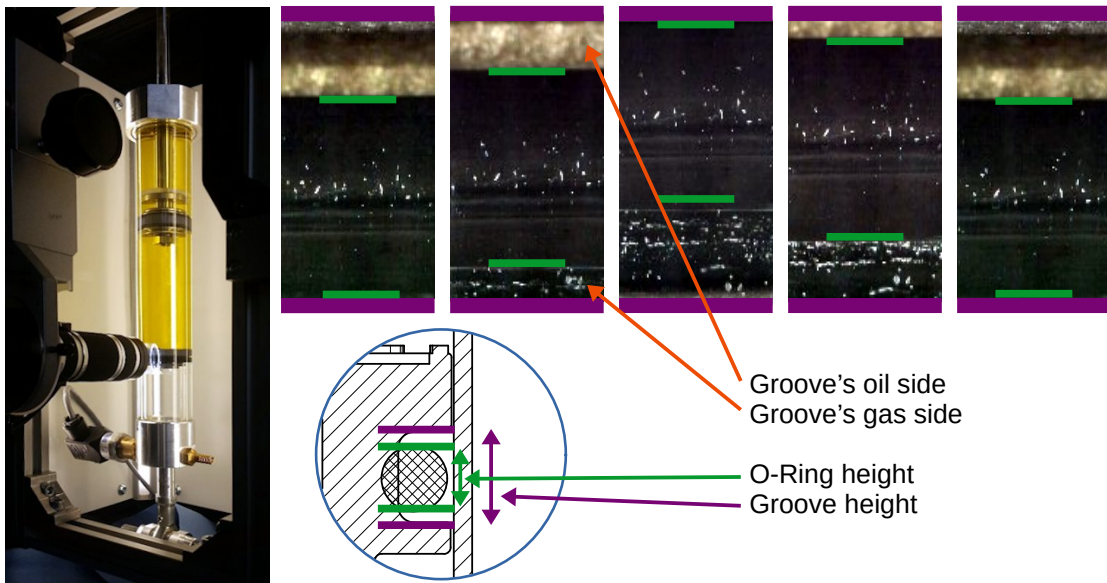 Groove's oil side
Groove's gas side
O-Ring height
Groove height